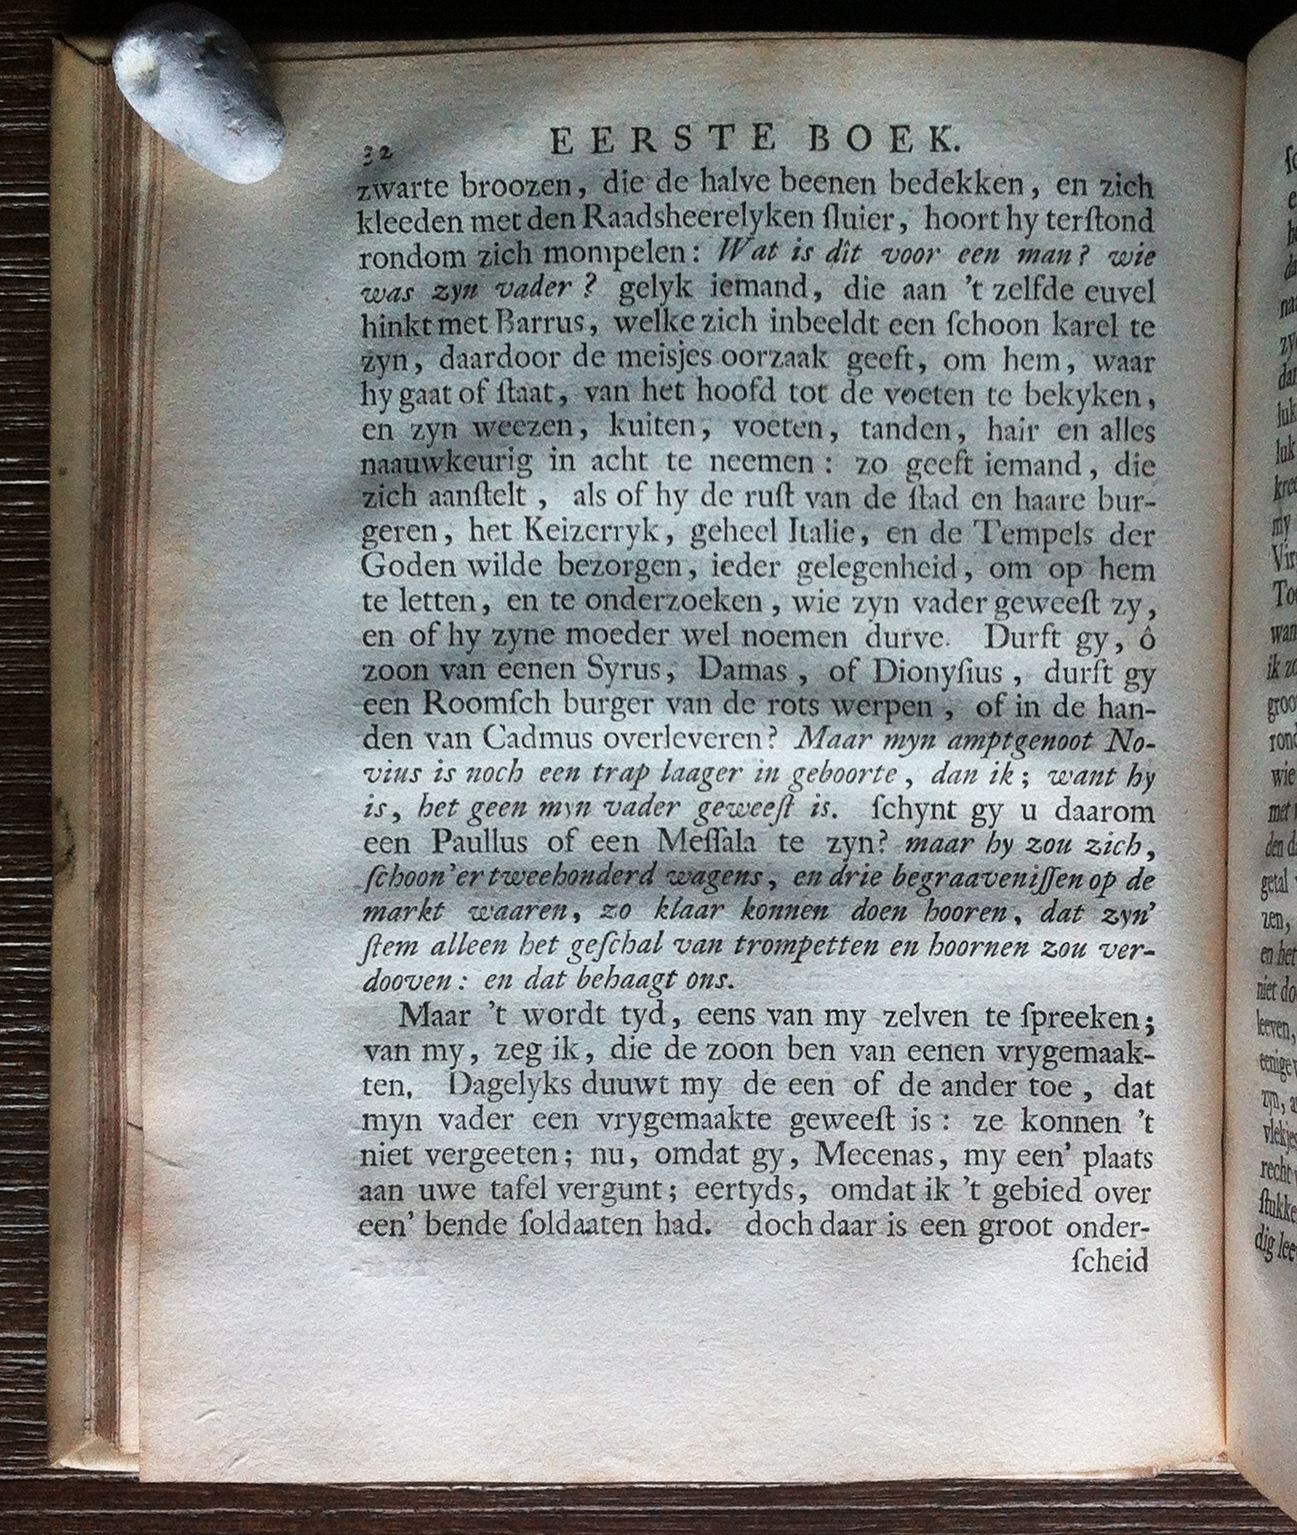 32
EERSTE BOEK.
zwarte broozen, die de halve beenen bedekken, en zich
kleeden met den Raadsheerelyken ſluier, hoort hy terſtond
rondom zich mompelen: Wat is dit voor een man? wie
was zyn vader? gelyk iemand, die aan 't zelfde euvel
hinkt met Barrus, welke zich inbeeldt een ſchoon karel te
zyn, daardoor de meisjes oorzaak geeft, om hem, waar
hy gaat of ſtaat, van het hoofd tot de voeten te bekyken,
en zyn weezen, kuiten, voeten, tanden, hair en alles
naauwkeurig in acht te neemen: zo geeft iemand, die
zich aanſtelt, als of hy de ruſt van de ſtad en haare bur-
geren, het Keizerryk, geheel Italie, en de Tempels der
Goden wilde bezorgen, ieder gelegenheid, om op hem
te letten, en te onderzoeken, wie zyn vader geweeſt zy,
en of hy zyne moeder wel noemen durve. Durft gy, ô
zoon van eenen Syrus, Damas, of Dionyſius, durft gy
een Roomſch burger van de rots werpen, of in de han-
den van Cadmus overleveren? Maar myn amptgenoot No-
vius is noch een trap laager in geboorte, dan ik; want hy
is, het geen myn vader geweeſt is. ſchynt gy u daarom
een Paullus of een Meſſala te zyn? maar hy zou zich,
ſchoon 'er tweehonderd wagens, en drie begraaveniſſen op de
markt waaren, zo klaar konnen doen hooren, dat zyn'
ſtem alleen het geſchal van trompetten en hoornen zou ver-
dooven: en dat behaagt ons.
Maar 't wordt tyd, eens van my zelven te ſpreeken;
van my, zeg ik, die de zoon ben van eenen vrygemaak-
ten. Dagelyks duuwt my de een of de ander toe, dat
myn vader een vrygemaakte geweeſt is: ze konnen 't
niet vergeeten; nu, omdat gy, Mecenas, my een' plaats
aan uwe tafel vergunt; eertyds, omdat ik 't gebied over
een' bende ſoldaaten had. doch daar is een groot onder-
ſcheid